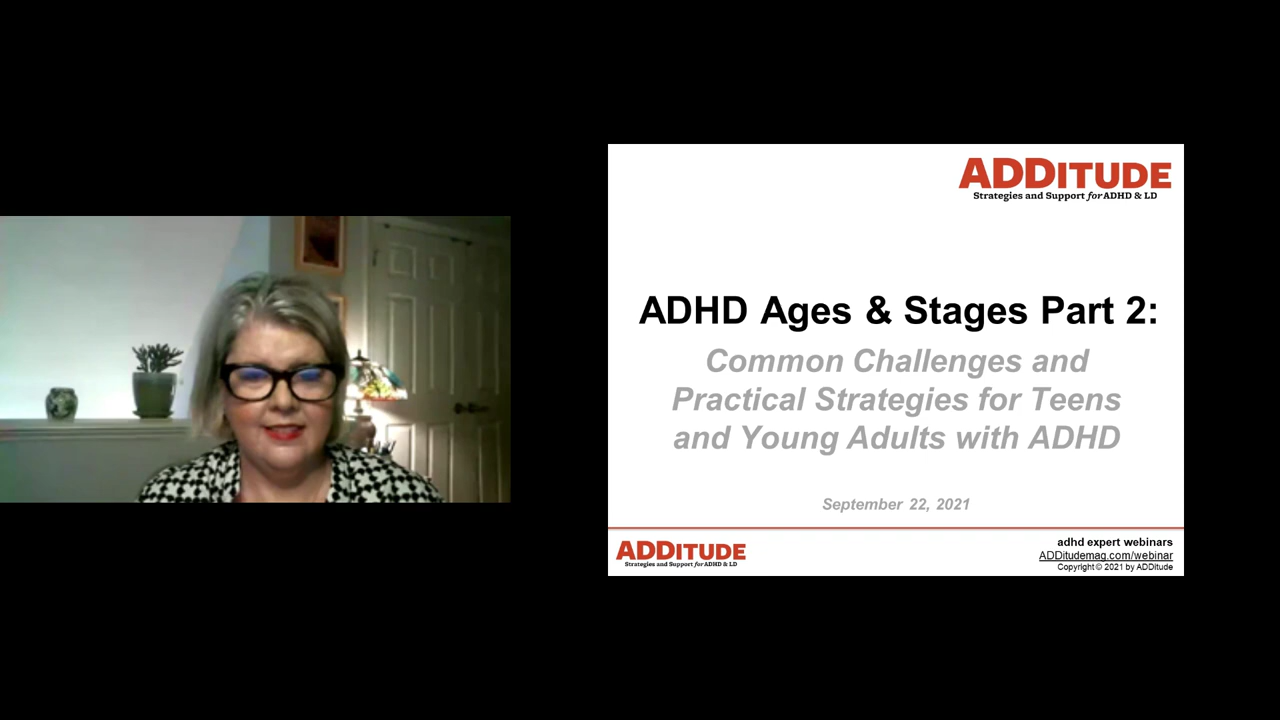 ADDITUDE
Strategies and Support for ADHD & LD
ADHD Ages & Stages Part 2:
Common Challenges and
Practical Strategies for Teens
and Young Adults with ADHD
September 22, 2021
ADDITUDE
Strategies and Support for ADHD & LD
adhd expert webinars
ADDitudemag.com/webinar
Copyright © 2021 by ADDitude